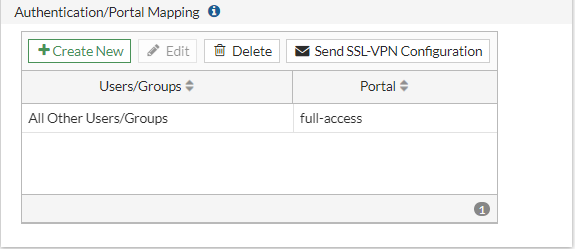 Authentication/Portal Mapping
Create New Edit Delete Send SSL-VPN Configuration
Users/Groups Portal
All Other Users/Groups full-access
1